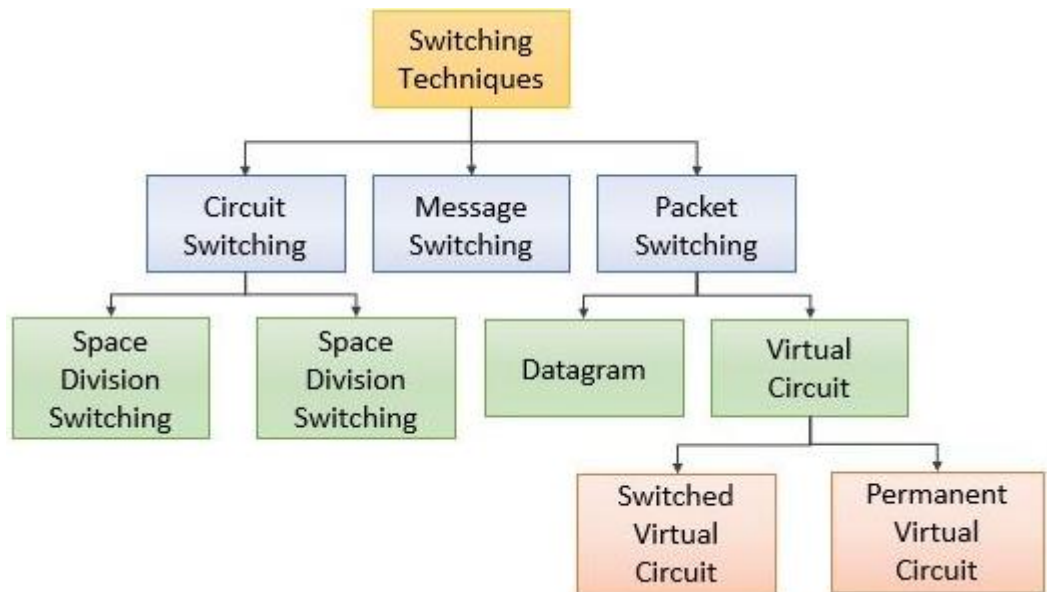 Switching
Techniques
Circuit
Switching
Message
Switching
Packet
Switching
Space
Division
Switching
Space
Division
Switching
Datagram
Virtual
Circuit
Switched
Virtual
Circuit
Permanent
Virtual
Circuit